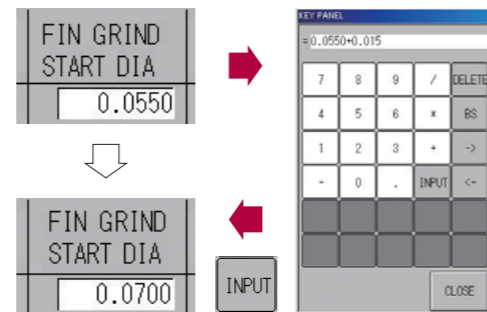 FIN GRIND
START DIA
0.0550
KEY PANEL
=0.0550+0.015
7 8 9 / DELETE
4 5 6 * BS
1 2 3 + ->
- 0 . INPUT <-
CLOSE
INPUT
FIN GRIND
START DIA
0.0700